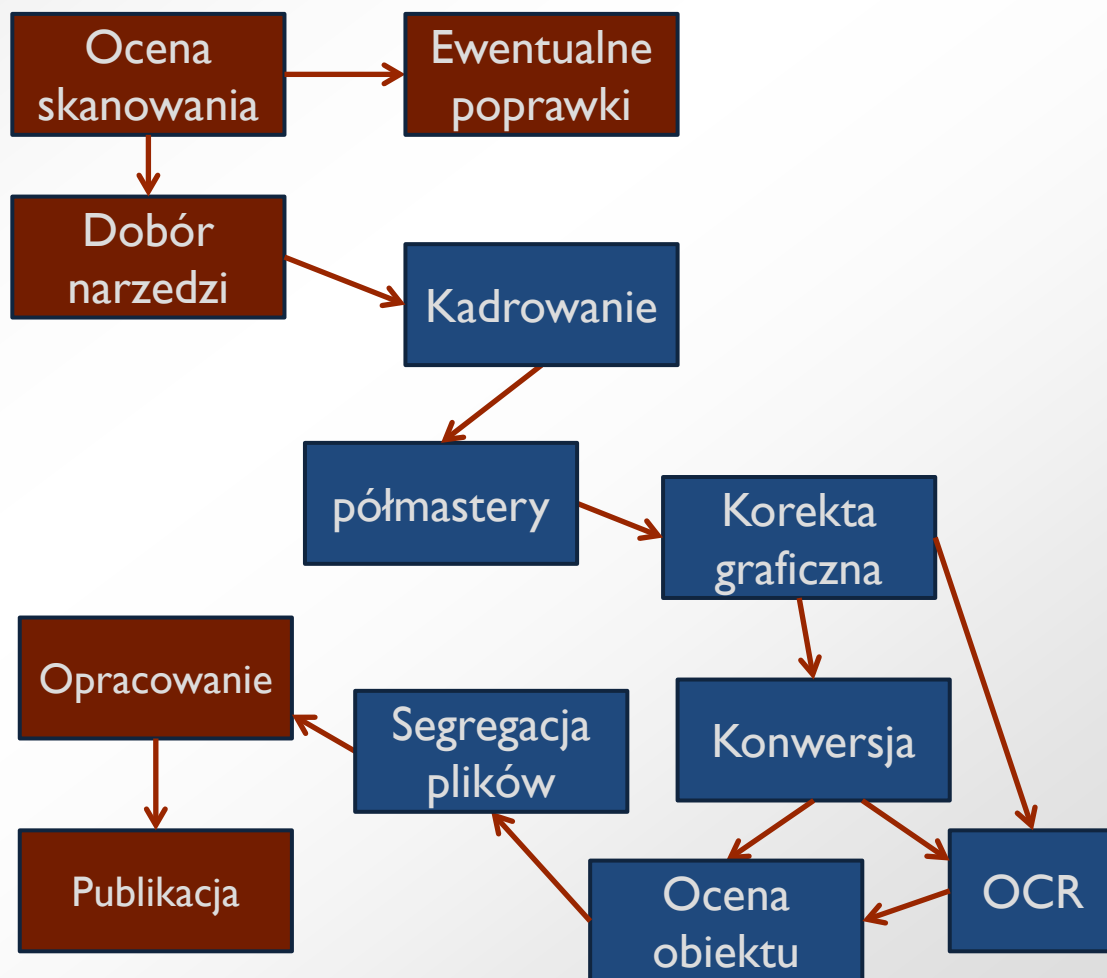 Ocena
skanowania
Ewentualne
poprawki
Dobór
narzedzi
Kadrowanie
półmastery
Korekta
graficzna
Opracowanie
Segregacja
plików
Konwersja
Publikacja
Ocena
obiektu
OCR